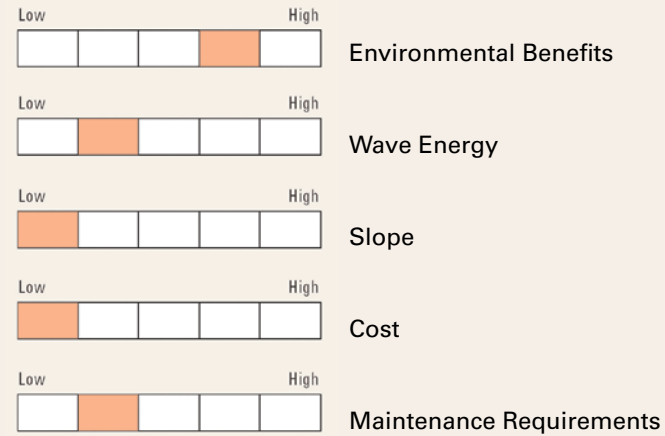 Low High
Environmental Benefits
Low High
Wave Energy
Low High
Slope
Low High
Cost
Low High
Maintenance Requirements